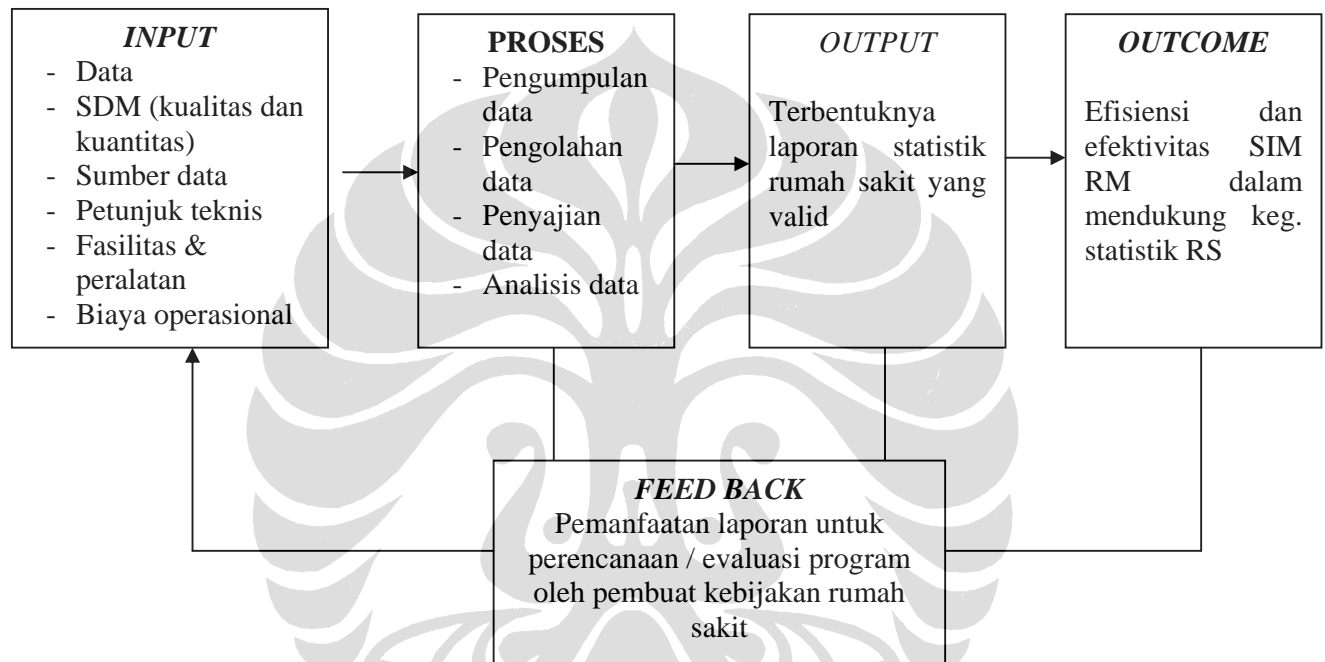 INPUT
- Data
- SDM (kualitas dan
kuantitas)
- Sumber data
- Petunjuk teknis
- Fasilitas &
peralatan
- Biaya operasional
PROSES
- Pengumpulan
data
- Pengolahan
data
- Penyajian
data
- Analisis data
OUTPUT
Terbentuknya
laporan statistik
rumah sakit yang
valid
OUTCOME
Efisiensi dan
efektivitas SIM
RM dalam
mendukung keg.
statistik RS
FEED BACK
Pemanfaatan laporan untuk
perencanaan / evaluasi program
oleh pembuat kebijakan rumah
sakit